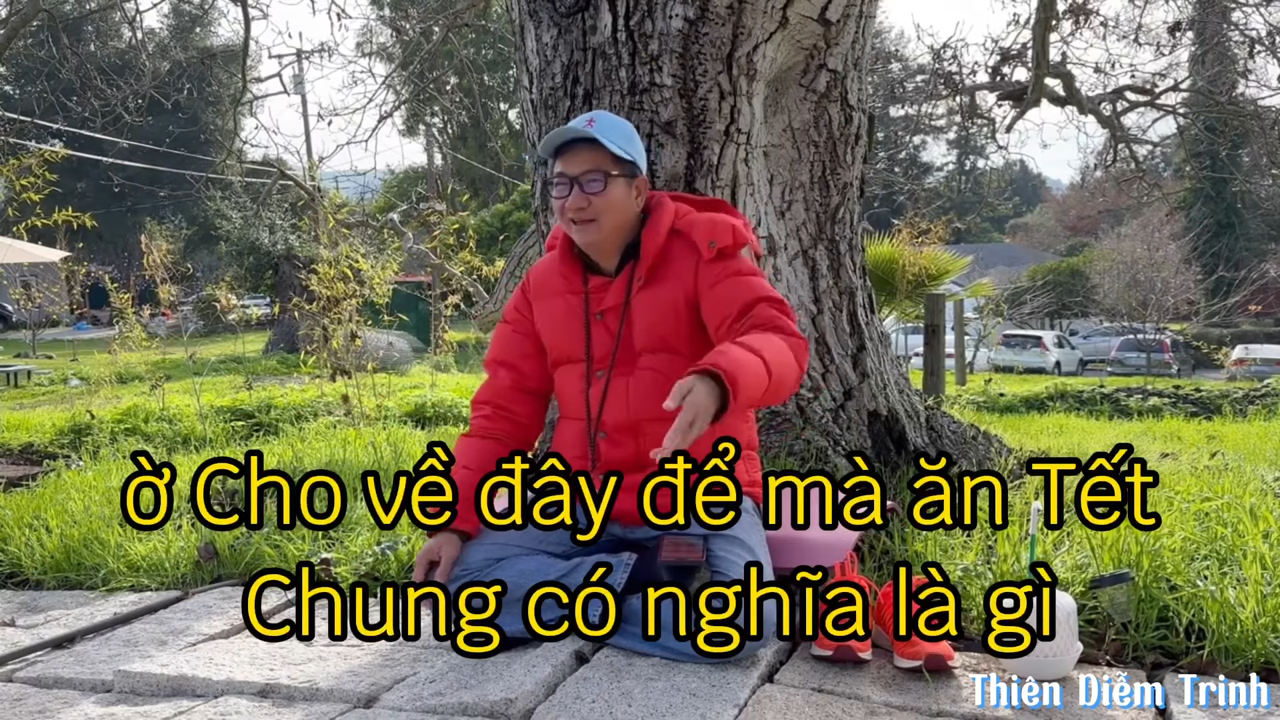 ờ Cho về đây để mà ăn Tết
Chung có nghĩa là gì
Thiên Diễm Trinh